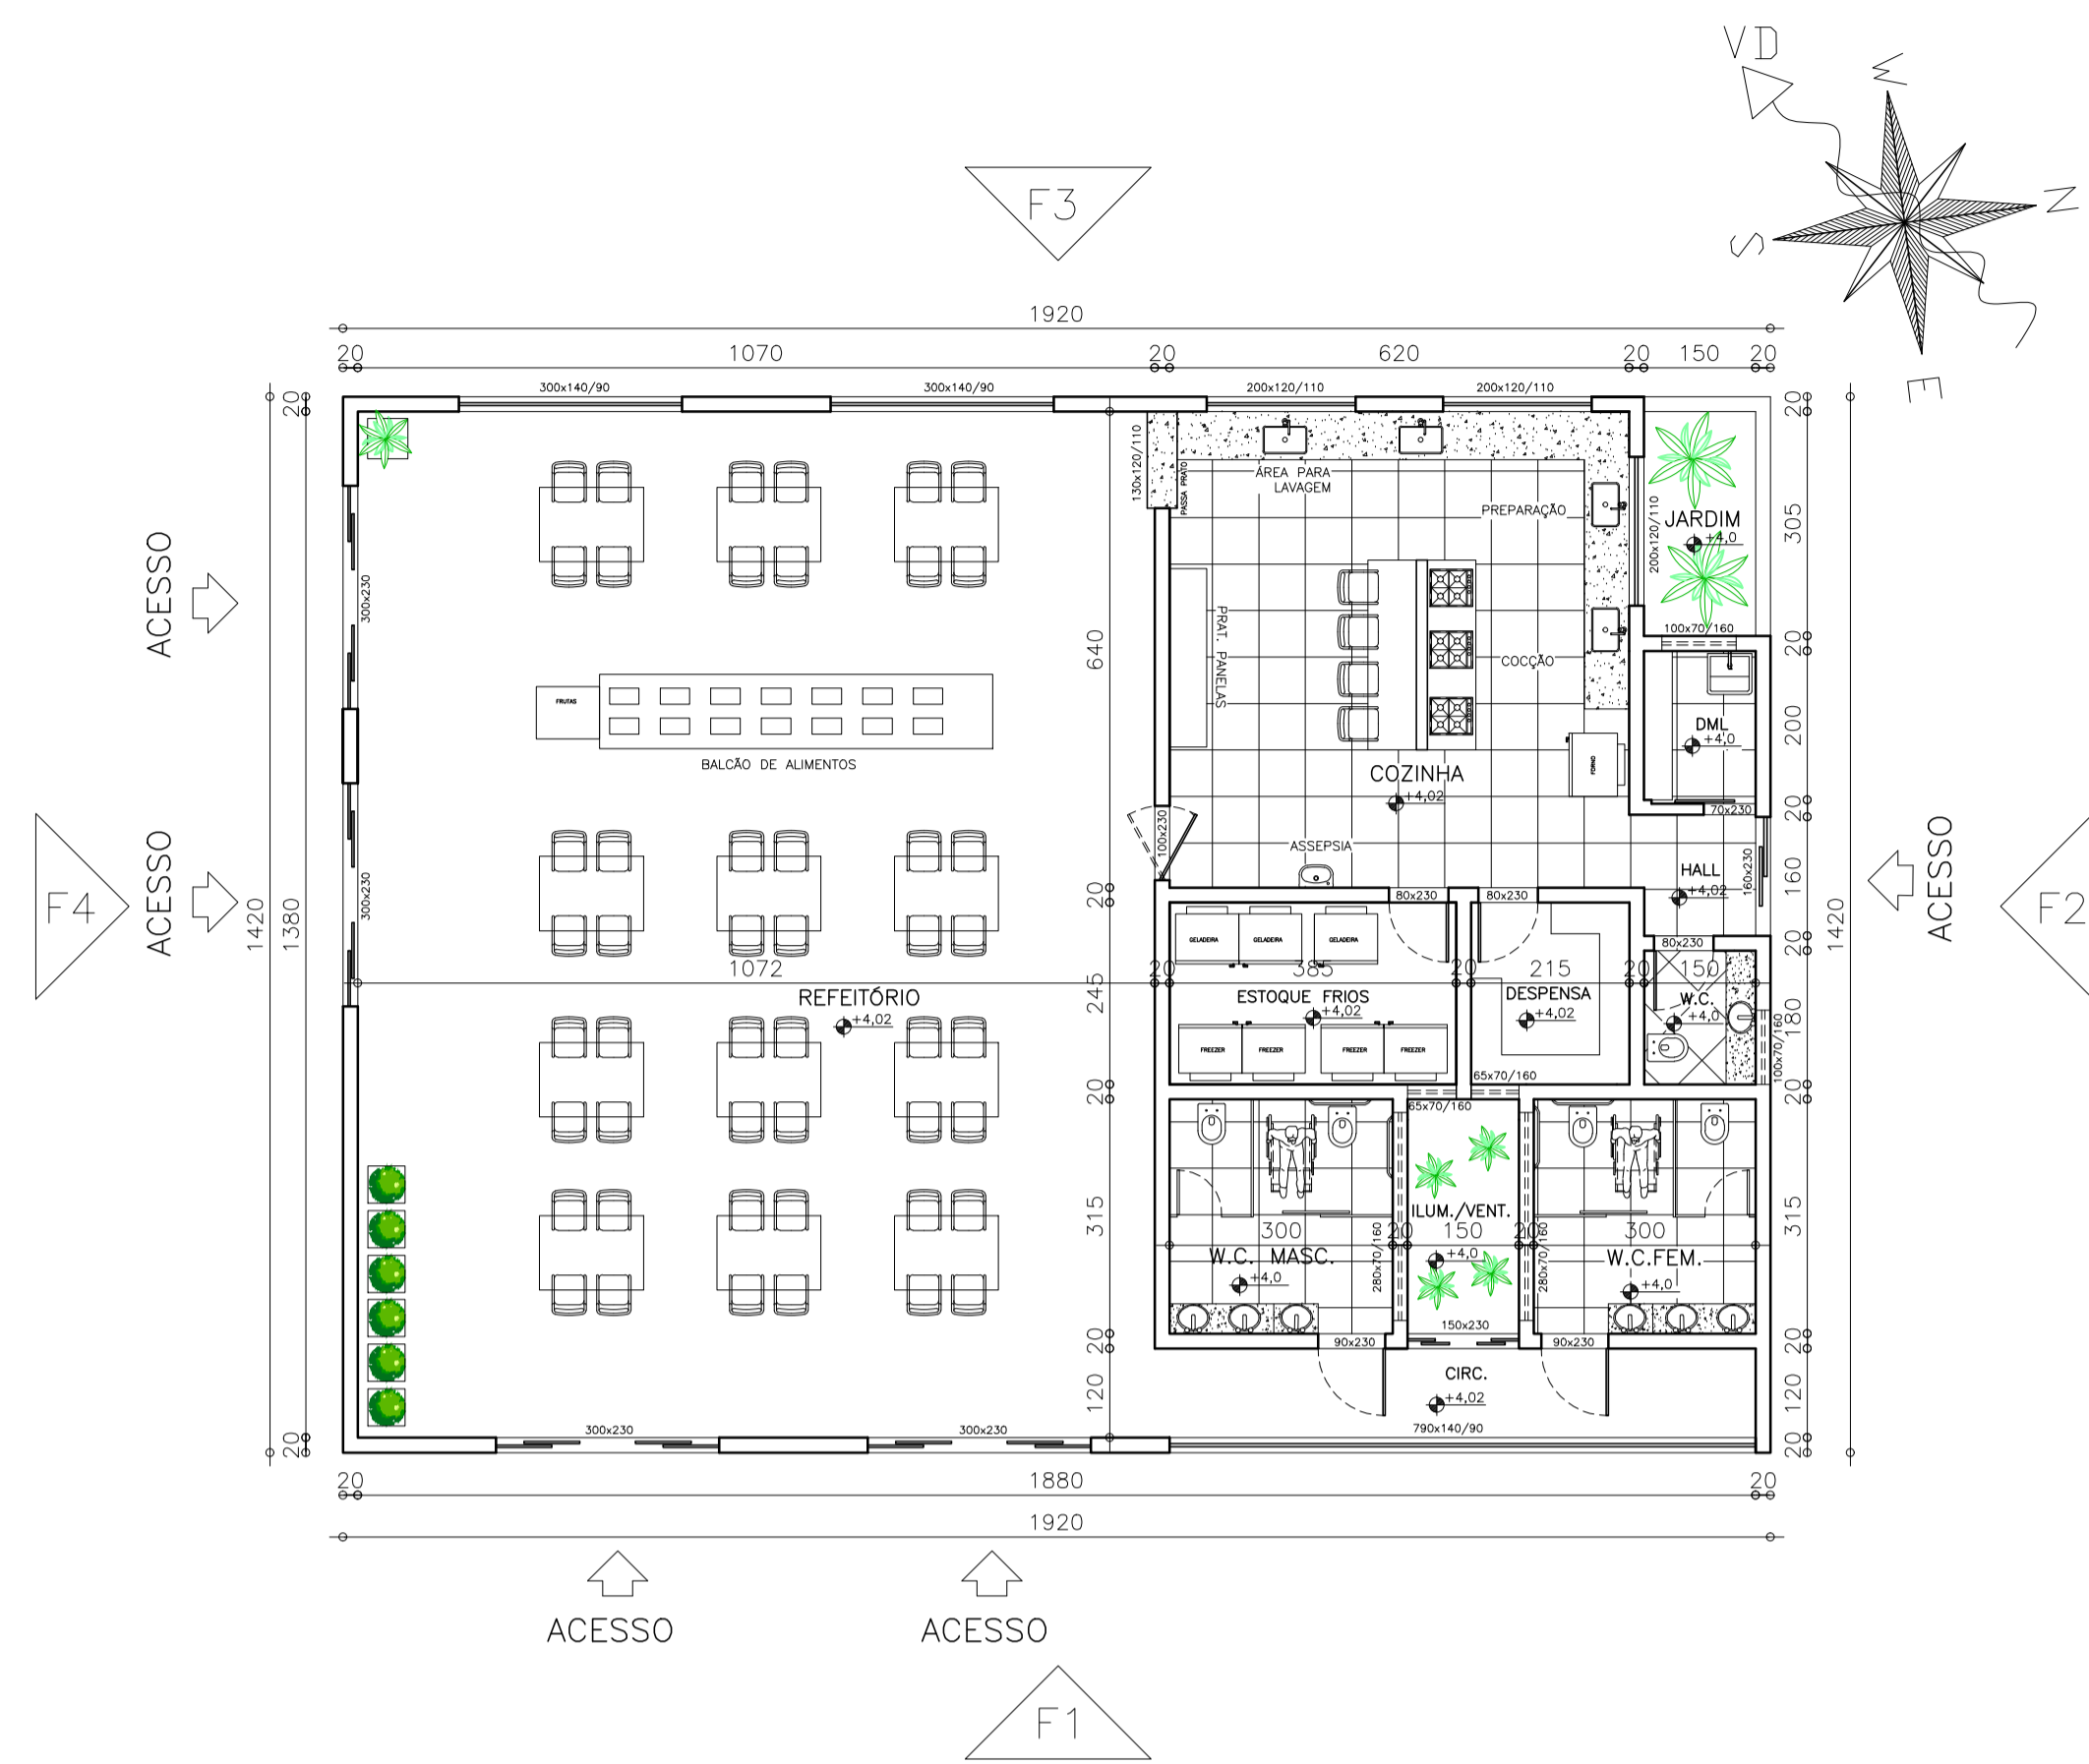 VD
W
N
S
E
F3
1920
20
1070
20
620
20
150
20
300x140/90
300x140/90
200x120/110
200x120/110
20
20
130x120/110
PASSA PRATO
ÁREA PARA
LAVAGEM
PREPARAÇÃO
200x120/110
JARDIM
+4,0
305
ACESSO
300x230
100x70/160
20
640
PRAT. PANELAS
COCÇÃO
FRUTAS
DML
+4,0
200
BALCÃO DE ALIMENTOS
COZINHA
+4,02
FORNO
70x230
20
100x230
ASSEPSIA
HALL
+4,02
160x230
160
ACESSO
F4
ACESSO
1420
1380
300x230
20
80x230
80x230
GELADEIRA
GELADEIRA
GELADEIRA
80x230
20
1420
F2
1072
20
385
20
215
20
150
REFEITÓRIO
+4,02
245
ESTOQUE FRIOS
+4,02
DESPENSA
+4,02
W.C.
+4,0
180
100x70/160
FREEZER
FREEZER
FREEZER
FREEZER
20
65x70/160
65x70/160
20
315
ILUM./VENT.
315
300
20
150
20
300
W.C. MASC.
+4,0
280x70/160
+4,0
280x70/160
W.C.FEM.
+4,0
20
150x230
20
90x230
90x230
120
CIRC.
+4,02
120
300x230
300x230
790x140/90
20
20
20
1880
20
1920
ACESSO
ACESSO
F1